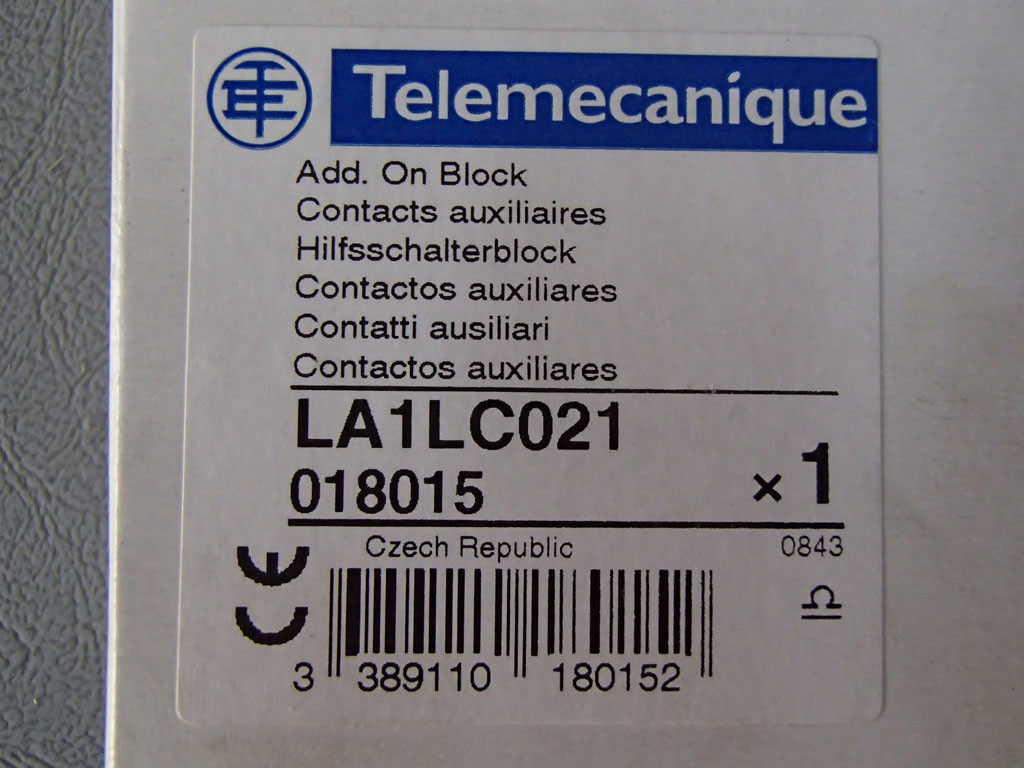 Telemecanique
Add. On Block
Contacts auxiliaires
Hilfsschalterblock
Contactos auxiliares
Contatti ausiliari
Contactos auxiliares
LA1LC021
018015 × 1
Czech Republic 0843
CE
3 389110 180152